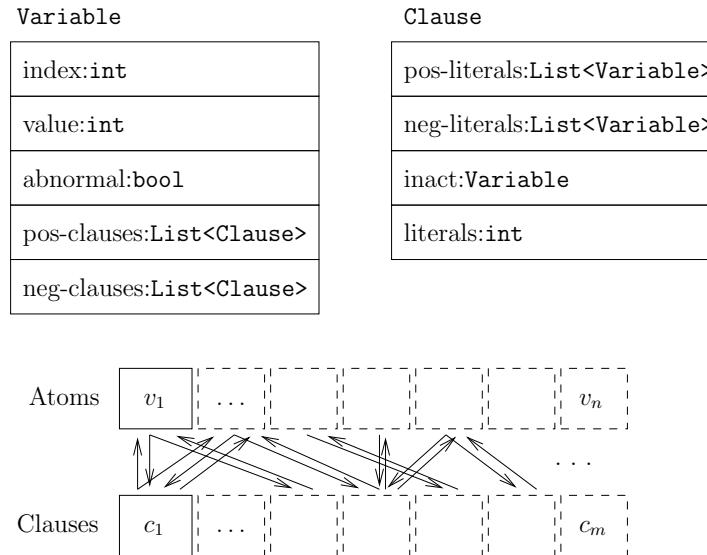 Variable
index:int
value:int
abnormal:bool
pos-clauses:List<Clause>
neg-clauses:List<Clause>
Clause
pos-literals:List<Variable>
neg-literals:List<Variable>
inact:Variable
literals:int
Atoms v₁ ... vₙ
...
Clauses c₁ ... cₘ